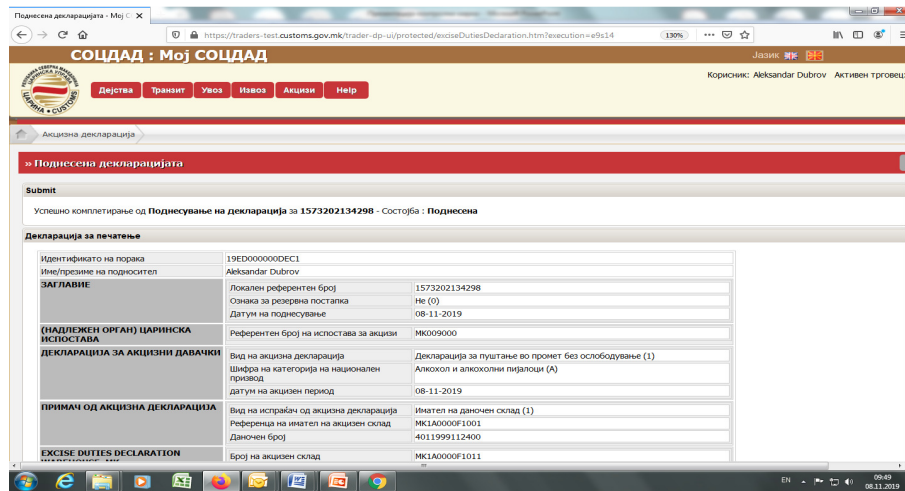 Поднесена декларацијата - Мој С
https://traders-test.customs.gov.mk/trader-dp-ui/protected/exciseDutiesDeclaration.htm?execution=e9s14
130%
СОЦДАД : Мој СОЦДАД
Јазик
Корисник: Aleksandar Dubrov Активен трговец:
Дејства Транзит Увоз Извоз Акцизи Help
Акцизна декларација
» Поднесена декларацијата
Submit
Успешно комплетирање од Поднесување на декларација за 1573202134298 - Состојба : Поднесена
Декларација за печатење
Идентификато на порака 19ED000000DEC1
Име/презиме на подносител Aleksandar Dubrov
ЗАГЛАВИЕ
Локален референтен број 1573202134298
Ознака за резервна постапка Не (0)
Датум на поднесување 08-11-2019
(НАДЛЕЖЕН ОРГАН) ЦАРИНСКА
ИСПОСТАВА
Референтен број на испостава за акцизи MK009000
ДЕКЛАРАЦИЈА ЗА АКЦИЗНИ ДАВАЧКИ
Вид на акцизна декларација Декларација за пуштање во промет без ослободување (1)
Шифра на категорија на национален
призвод
Алкохол и алкохолни пијалоци (A)
датум на акцизен период 08-11-2019
ПРИМАЧ ОД АКЦИЗНА ДЕКЛАРАЦИЈА
Вид на испраќач од акцизна декларација Имател на даночен склад (1)
Референца на имател на акцизен склад MK1A0000F1001
Даночен број 4011999112400
EXCISE DUTIES DECLARATION
Број на акцизен склад MK1A0000F1011
EN
09:49
08.11.2019